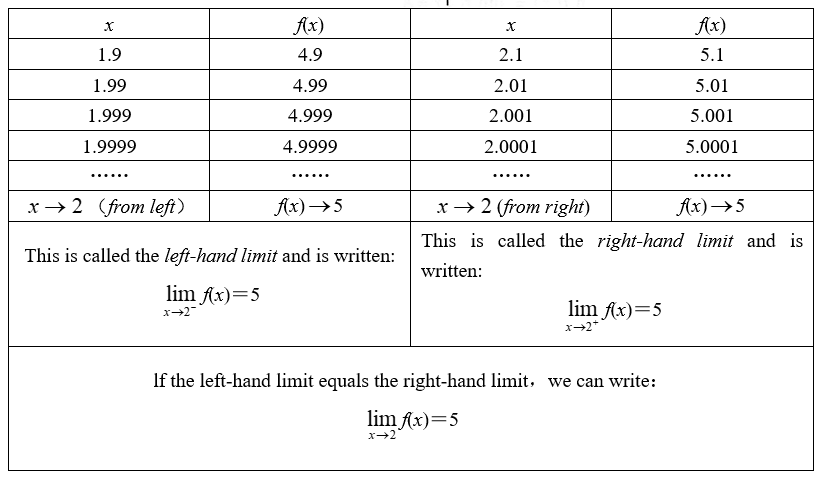 x f(x) x f(x)
1.9 4.9 2.1 5.1
1.99 4.99 2.01 5.01
1.999 4.999 2.001 5.001
1.9999 4.9999 2.0001 5.0001
…… …… …… ……
x → 2 （from left） f(x) → 5 x → 2 (from right) f(x) → 5
This is called the left-hand limit and is written:
lim f(x)=5
x→2⁻
This is called the right-hand limit and is
written:
lim f(x)=5
x→2⁺
If the left-hand limit equals the right-hand limit，we can write：
lim f(x)=5
x→2